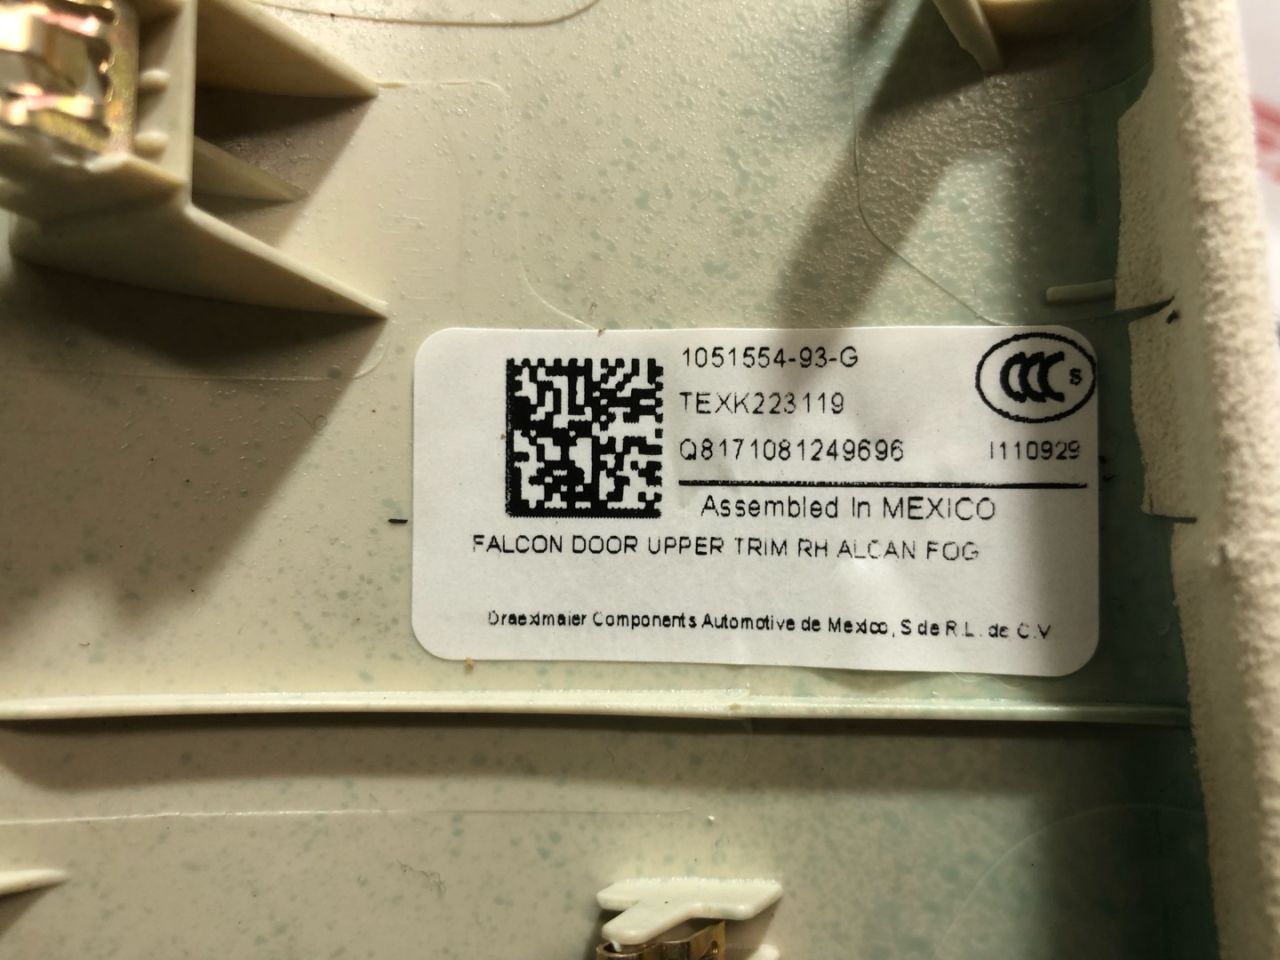 1051554-93-G
TEXK223119
Q8171081249696 I110929
CCC S
Assembled In MEXICO
FALCON DOOR UPPER TRIM RH ALCAN FOG
Draexlmaier Components Automotive de Mexico, S de R.L. de C.V